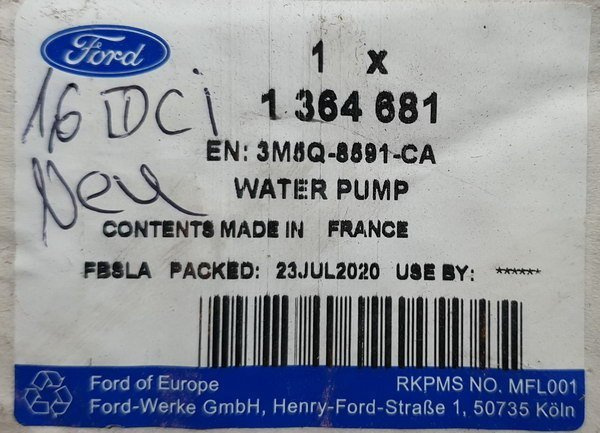 Ford
1 x
1 364 681
1,6 TDCi
EN: 3M5Q-8591-CA
Neu
WATER PUMP
CONTENTS MADE IN FRANCE
FBSLA PACKED: 23JUL2020 USE BY: ******
Ford of Europe
RKPMS NO. MFL001
Ford-Werke GmbH, Henry-Ford-Straße 1, 50735 Köln